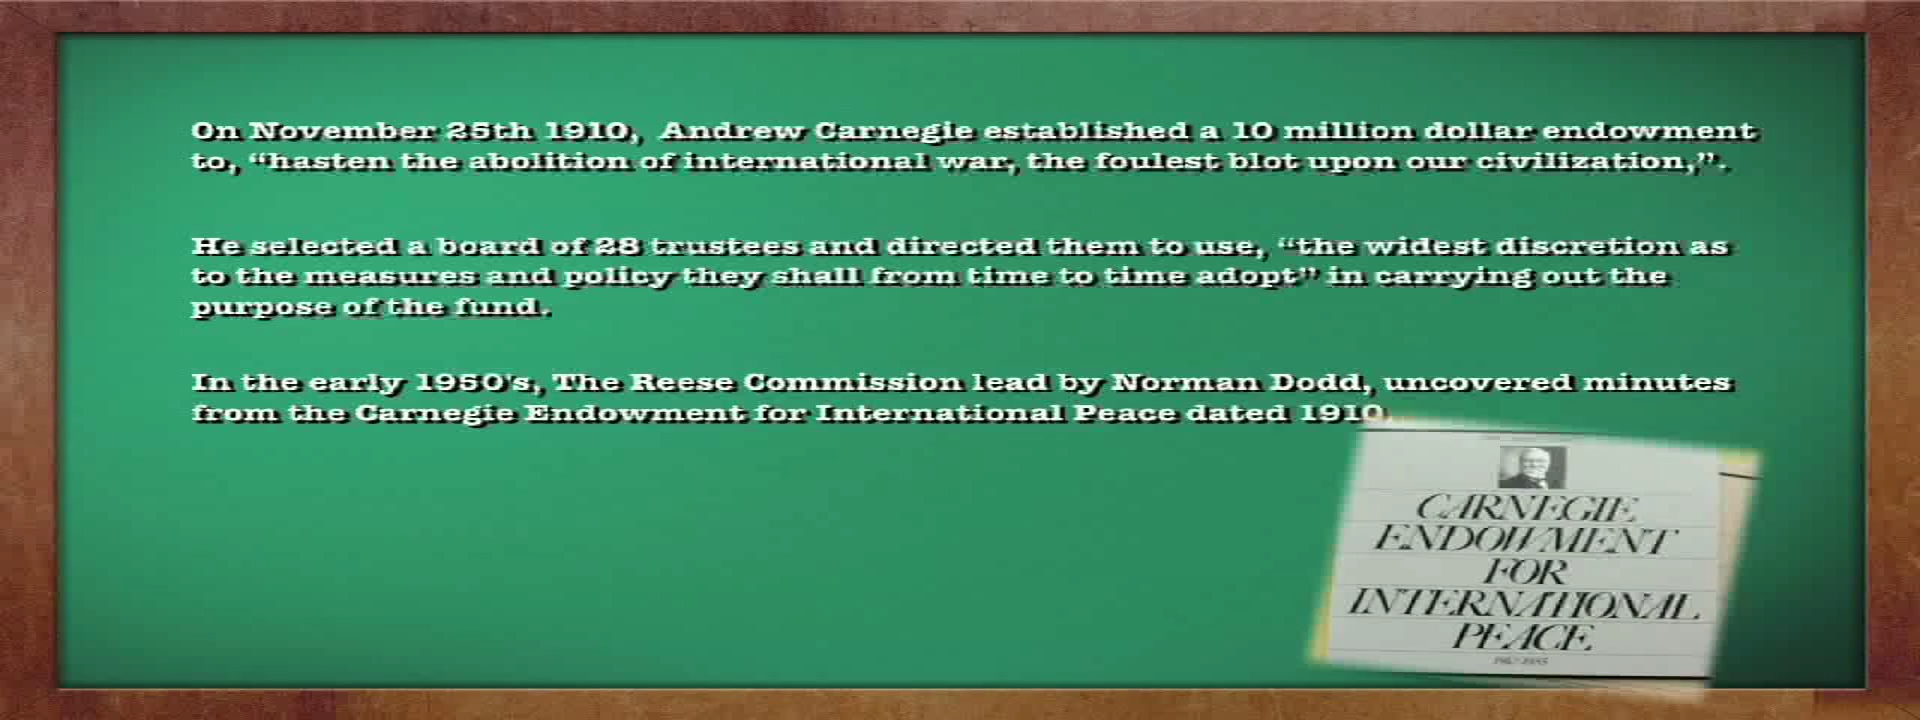 On November 25th 1910,  Andrew Carnegie established a 10 million dollar endowment
to, “hasten the abolition of international war, the foulest blot upon our civilization,”.
He selected a board of 28 trustees and directed them to use, “the widest discretion as
to the measures and policy they shall from time to time adopt” in carrying out the
purpose of the fund.
In the early 1950's, The Reese Commission lead by Norman Dodd, uncovered minutes
from the Carnegie Endowment for International Peace dated 1910.
CARNEGIE
ENDOWMENT
FOR
INTERNATIONAL
PEACE